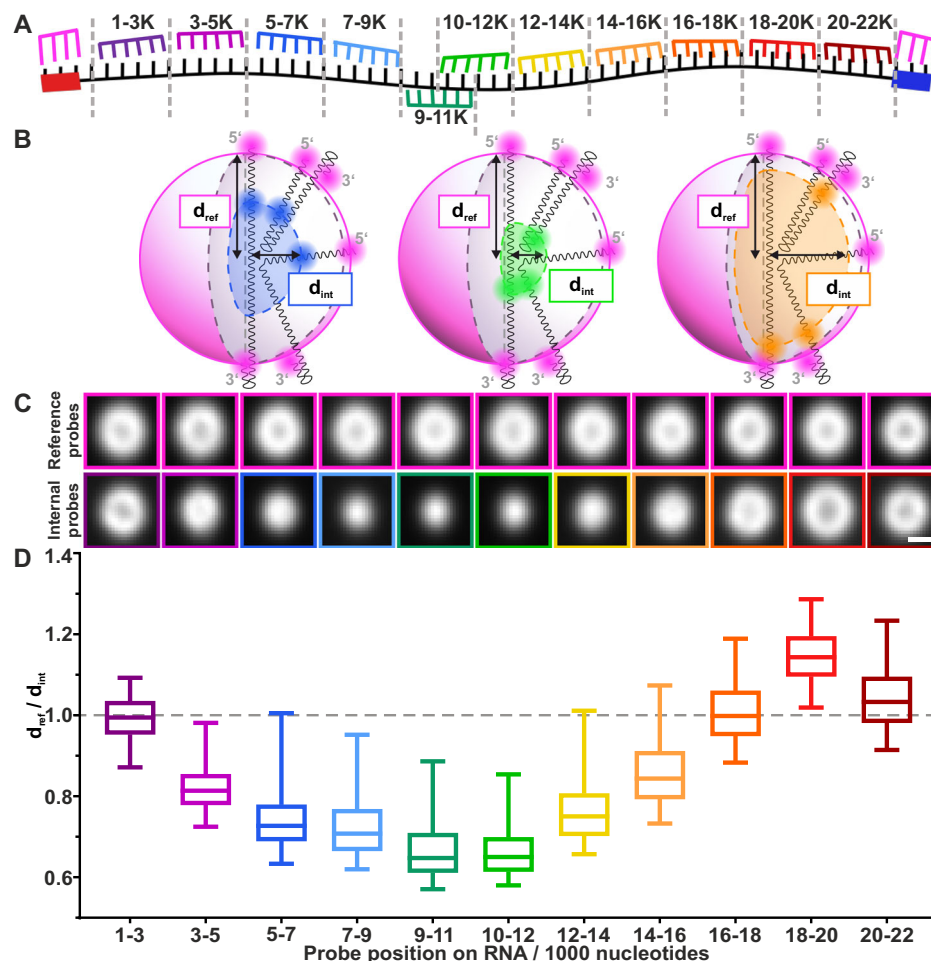 A
1-3K 3-5K 5-7K 7-9K 10-12K 12-14K 14-16K 16-18K 18-20K 20-22K
9-11K
B
5‘ 5‘ 3‘ 5‘ 3‘ 3‘
d_ref
d_int
5‘ 5‘ 3‘ 5‘ 3‘ 3‘
d_ref
d_int
5‘ 5‘ 3‘ 5‘ 3‘ 3‘
d_ref
d_int
C
Reference
probes
Internal
probes
D
d_ref / d_int
1.4
1.2
1.0
0.8
0.6
1-3 3-5 5-7 7-9 9-11 10-12 12-14 14-16 16-18 18-20 20-22
Probe position on RNA / 1000 nucleotides